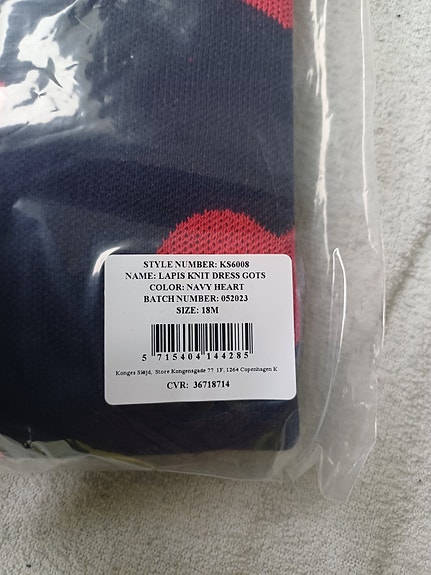 STYLE NUMBER: KS6008
NAME: LAPIS KNIT DRESS GOTS
COLOR: NAVY HEART
BATCH NUMBER: 052023
SIZE: 18M
5 715404 144285
Konges Sløjd, Store Kongensgade 77 1F, 1264 Copenhagen K
CVR: 36718714